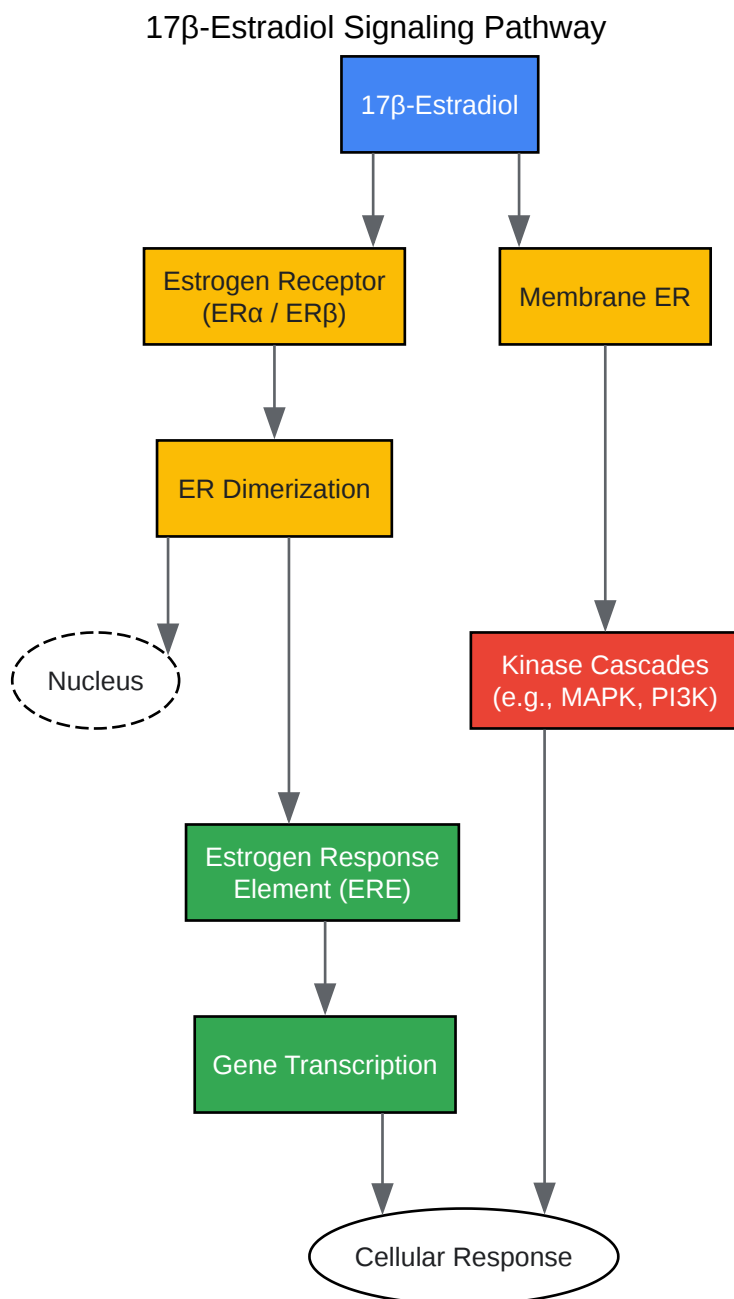 17β-Estradiol Signaling Pathway
17β-Estradiol
Estrogen Receptor
(ERα / ERβ)
Membrane ER
ER Dimerization
Nucleus
Kinase Cascades
(e.g., MAPK, PI3K)
Estrogen Response
Element (ERE)
Gene Transcription
Cellular Response